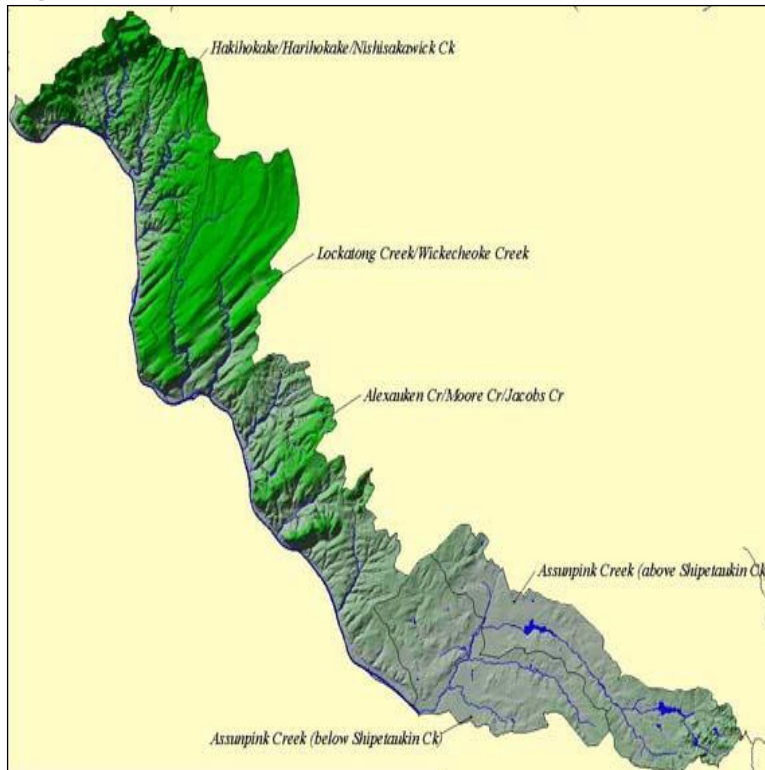 Hakihokake/Harihokake/Nishisakawick Ck
Lockatong Creek/Wickecheoke Creek
Alexauken Cr/Moore Cr/Jacobs Cr
Assunpink Creek (above Shipetaukin Ck
Assunpink Creek (below Shipetaukin Ck)